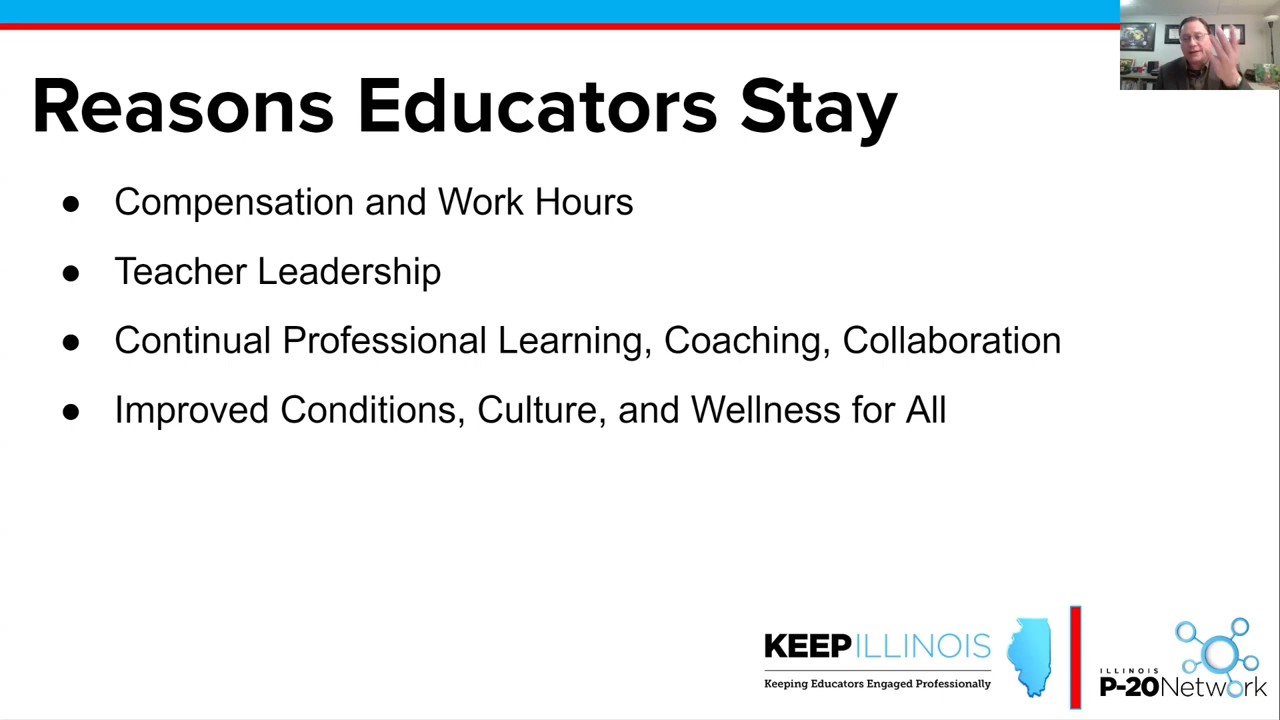 Reasons Educators Stay
● Compensation and Work Hours
● Teacher Leadership
● Continual Professional Learning, Coaching, Collaboration
● Improved Conditions, Culture, and Wellness for All
KEEPILLINOIS
Keeping Educators Engaged Professionally
ILLINOIS
P-20Network